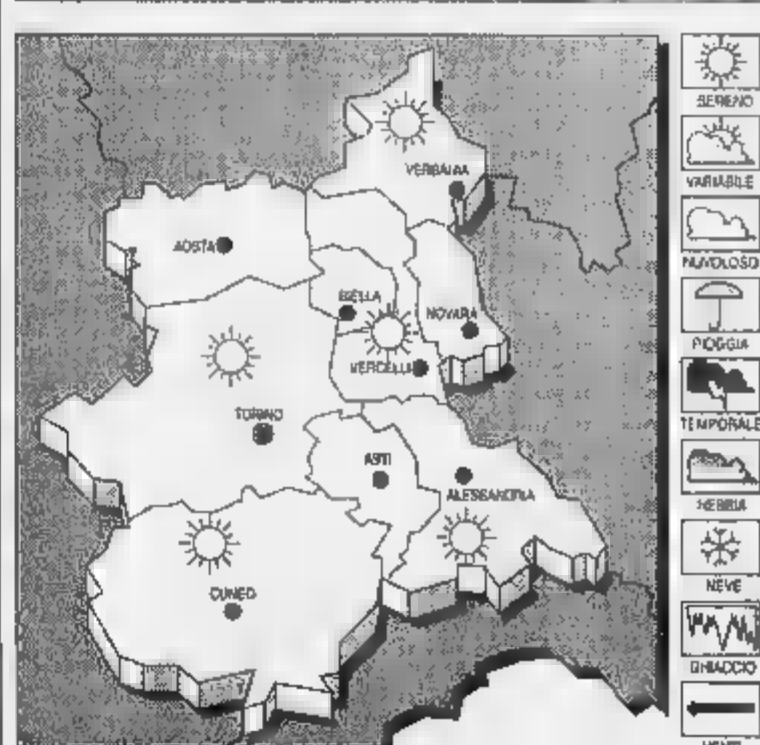 VERBANIA
AOSTA
BIELLA
NOVARA
VERCELLI
TORINO
ASTI
ALESSANDRIA
CUNEO
SERENO
VARIABILE
NUVOLOSO
PIOGGIA
TEMPORALE
NEBBIA
NEVE
GHIACCIO